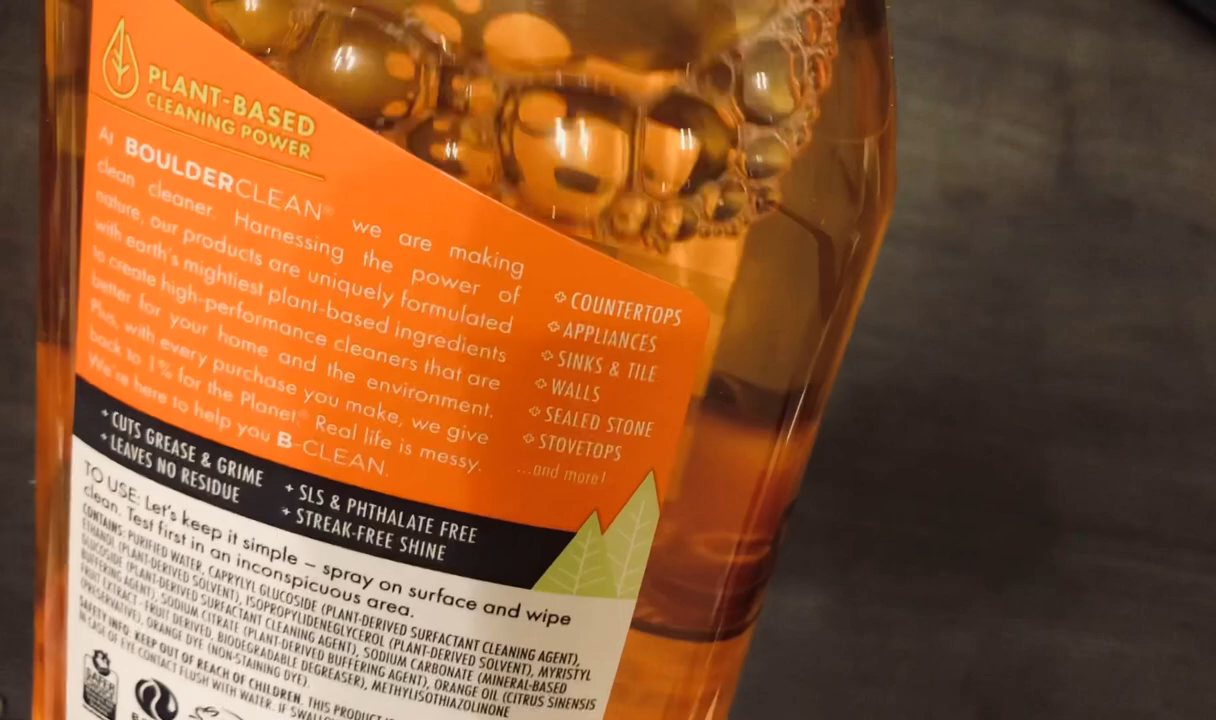 PLANT-BASED
CLEANING POWER
At BOULDERCLEAN® we are making
clean cleaner. Harnessing the power of
nature, our products are uniquely formulated
with earth's mightiest plant-based ingredients
to create high-performance cleaners that are
better for your home and the environment.
Plus, with every purchase you make, we give
back to 1% for the Planet.® Real life is messy.
We're here to help you B-CLEAN.
COUNTERTOPS
APPLIANCES
SINKS & TILE
WALLS
SEALED STONE
STOVETOPS
...and more!
+ CUTS GREASE & GRIME
+ LEAVES NO RESIDUE
+ SLS & PHTHALATE FREE
+ STREAK-FREE SHINE
TO USE: Let's keep it simple – spray on surface and wipe
clean. Test first in an inconspicuous area.
CONTAINS: PURIFIED WATER, CAPRYLYL GLUCOSIDE (PLANT-DERIVED SURFACTANT CLEANING AGENT),
ETHANOL (PLANT-DERIVED SOLVENT), ISOPROPYLIDENEGLYCEROL (PLANT-DERIVED SOLVENT), MYRISTYL
GLUCOSIDE (PLANT-DERIVED SURFACTANT CLEANING AGENT), SODIUM CARBONATE (MINERAL-BASED
BUFFERING AGENT), SODIUM CITRATE (PLANT-DERIVED BUFFERING AGENT), ORANGE OIL (CITRUS SINENSIS
FRUIT EXTRACT - FRUIT DERIVED, BIODEGRADABLE DEGREASER), METHYLISOTHIAZOLINONE
(PRESERVATIVE), ORANGE DYE (NON-STAINING DYE).
SAFETY INFO: KEEP OUT OF REACH OF CHILDREN. THIS PRODUCT
IN CASE OF EYE CONTACT FLUSH WITH WATER. IF
SAFER